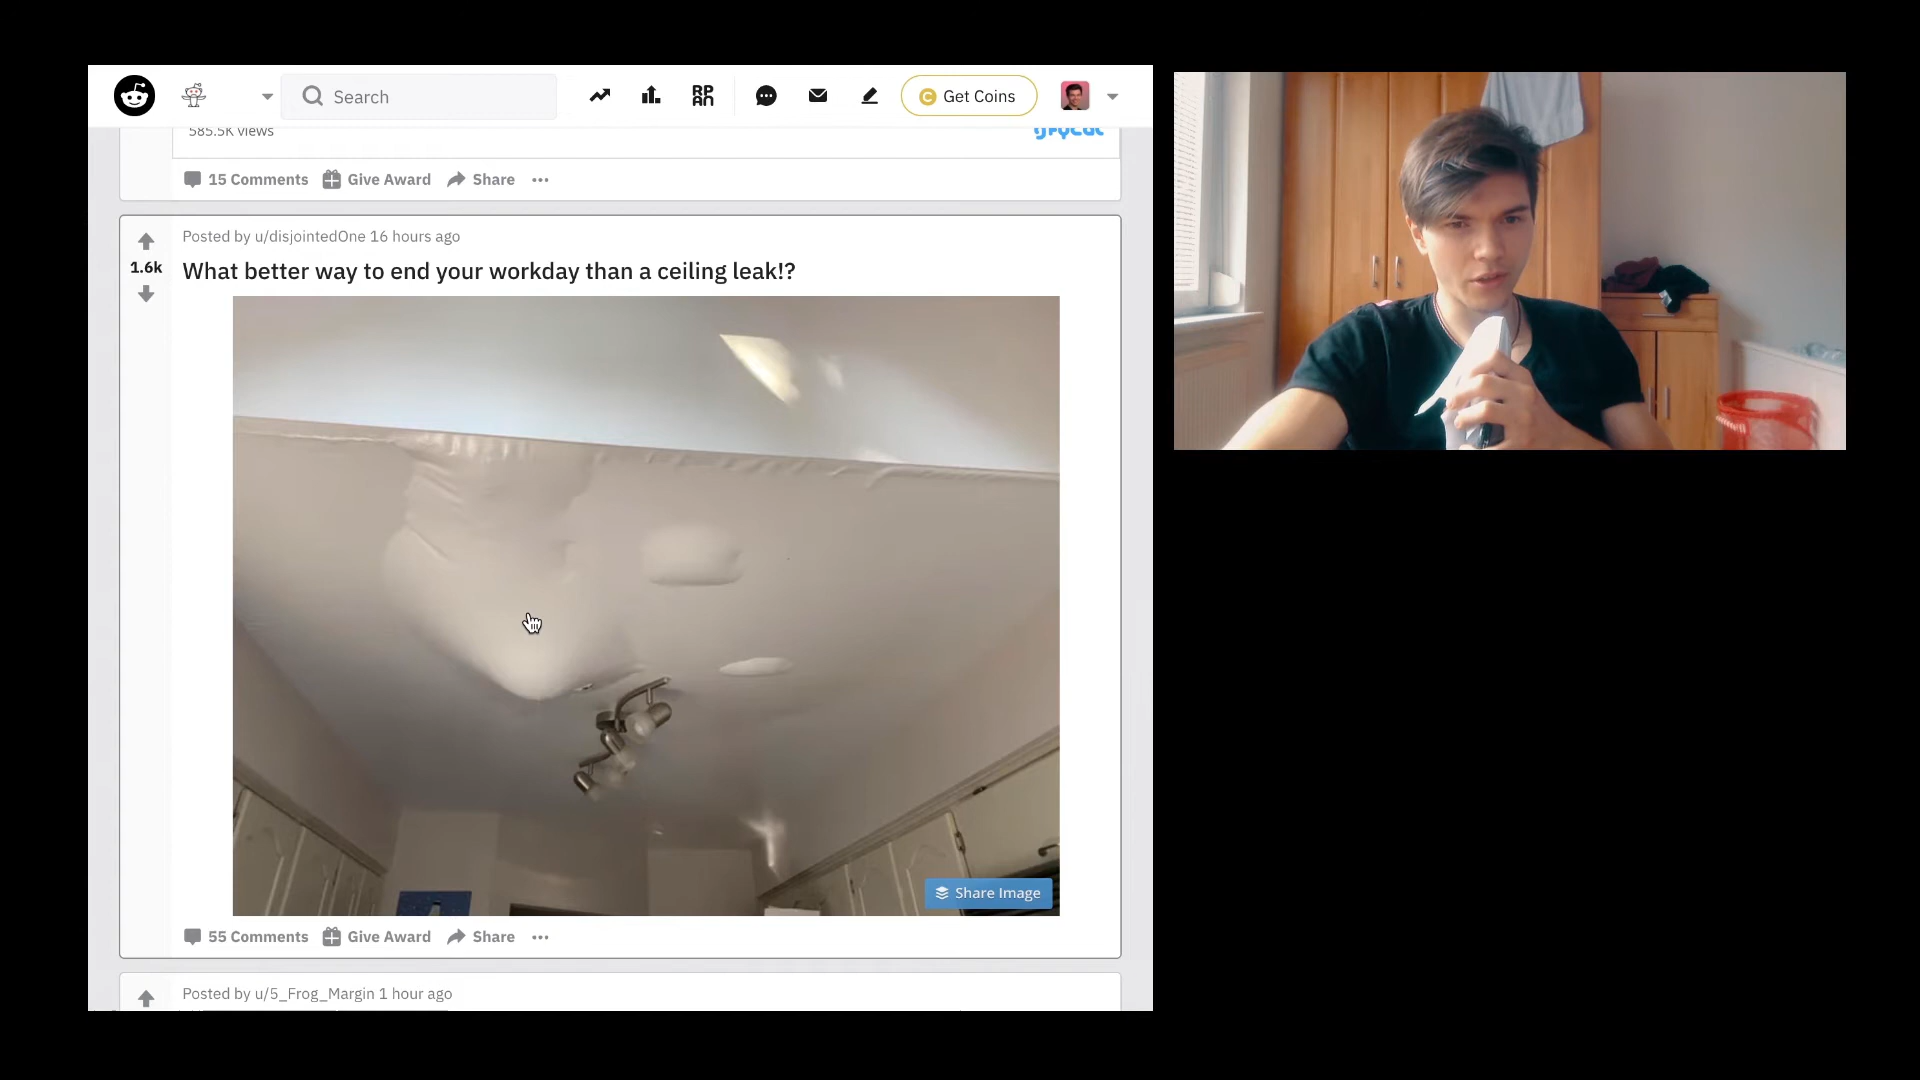 Search
RPAN
Get Coins
585.5K views
gfycat
15 Comments Give Award Share
Posted by u/disjointedOne 16 hours ago
1.6k
What better way to end your workday than a ceiling leak!?
Share Image
55 Comments Give Award Share
Posted by u/5_Frog_Margin 1 hour ago